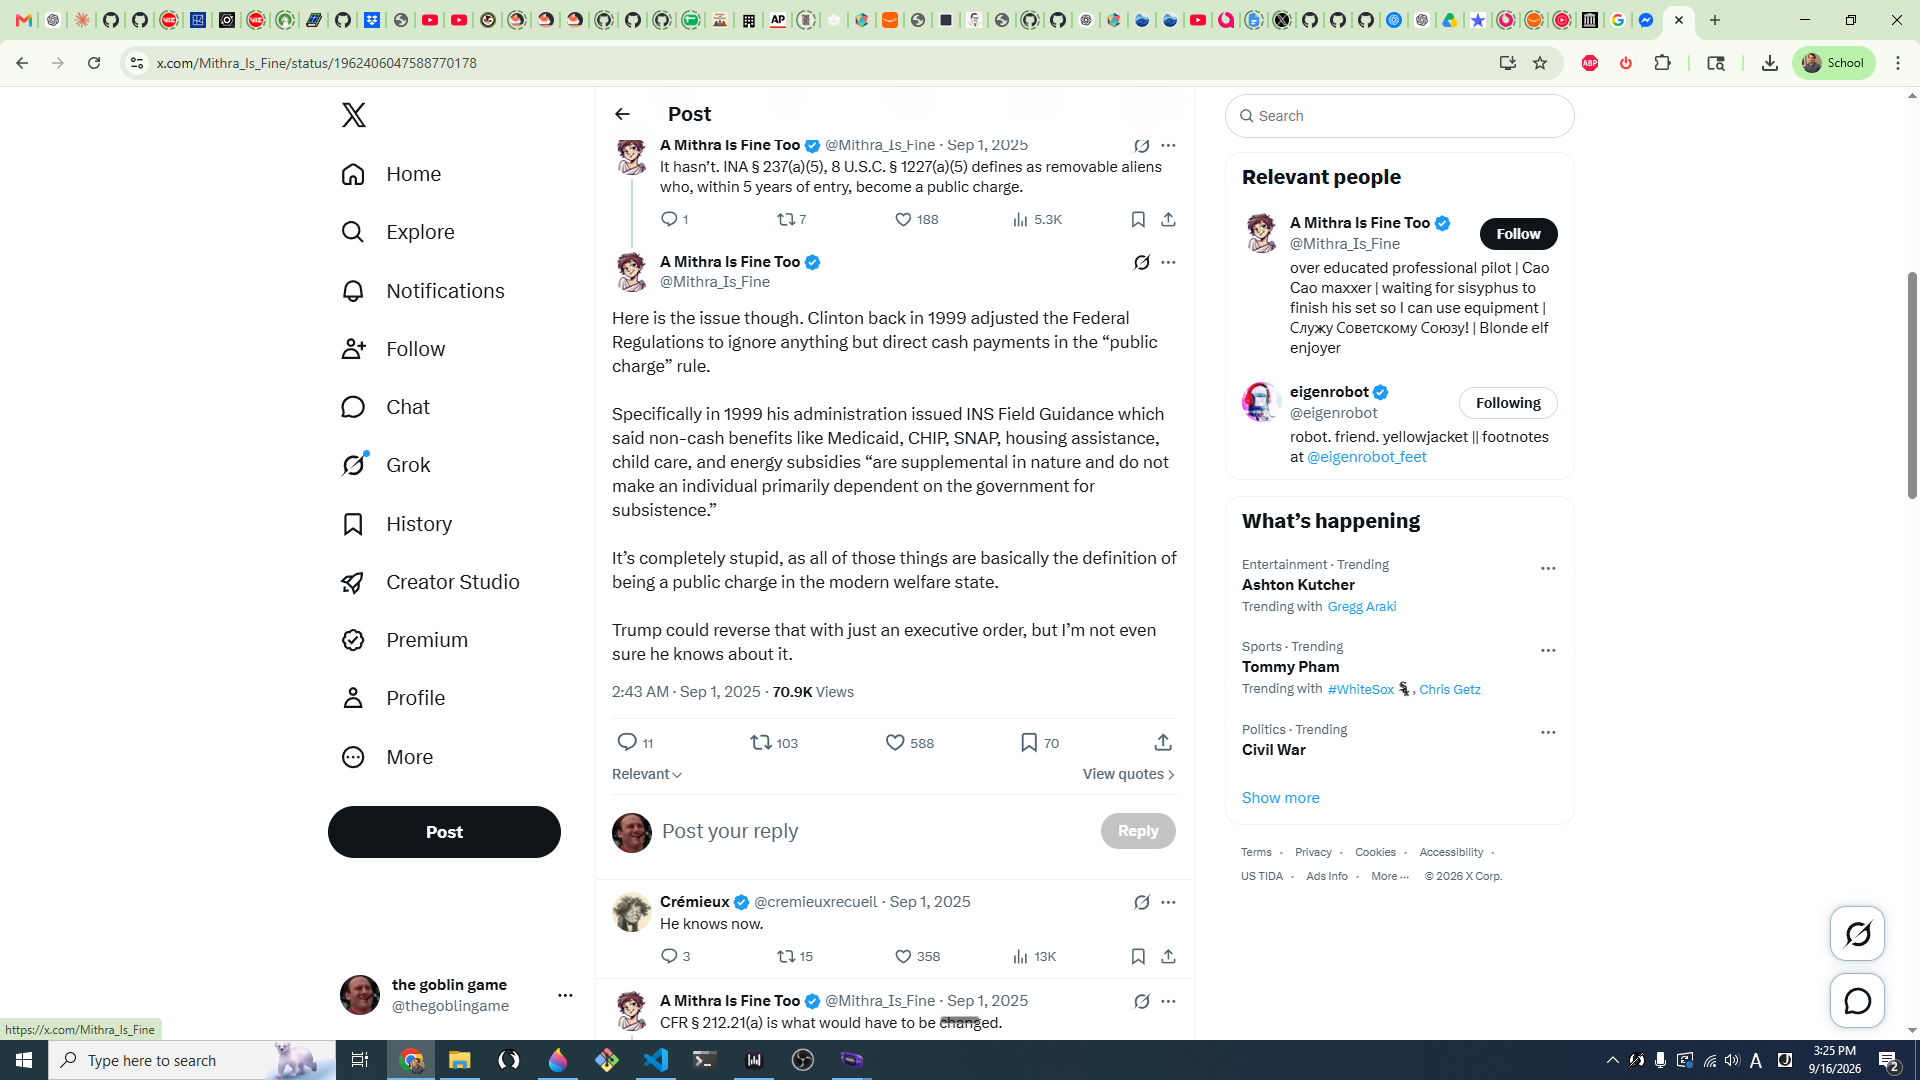 x.com/Mithra_Is_Fine/status/1962406047588770178
School
Home
Explore
Notifications
Follow
Chat
Grok
History
Creator Studio
Premium
Profile
More
Post
the goblin game
@thegoblingame
https://x.com/Mithra_Is_Fine
Post
A Mithra Is Fine Too @Mithra_Is_Fine · Sep 1, 2025
It hasn't. INA § 237(a)(5), 8 U.S.C. § 1227(a)(5) defines as removable aliens
who, within 5 years of entry, become a public charge.
1 7 188 5.3K
A Mithra Is Fine Too
@Mithra_Is_Fine
Here is the issue though. Clinton back in 1999 adjusted the Federal
Regulations to ignore anything but direct cash payments in the “public
charge” rule.
Specifically in 1999 his administration issued INS Field Guidance which
said non-cash benefits like Medicaid, CHIP, SNAP, housing assistance,
child care, and energy subsidies “are supplemental in nature and do not
make an individual primarily dependent on the government for
subsistence.”
It’s completely stupid, as all of those things are basically the definition of
being a public charge in the modern welfare state.
Trump could reverse that with just an executive order, but I’m not even
sure he knows about it.
2:43 AM · Sep 1, 2025 · 70.9K Views
11 103 588 70
Relevant View quotes
Post your reply Reply
Crémieux @cremieuxrecueil · Sep 1, 2025
He knows now.
3 15 358 13K
A Mithra Is Fine Too @Mithra_Is_Fine · Sep 1, 2025
CFR § 212.21(a) is what would have to be changed.
Search
Relevant people
A Mithra Is Fine Too
@Mithra_Is_Fine
Follow
over educated professional pilot | Cao
Cao maxxer | waiting for sisyphus to
finish his set so I can use equipment |
Служу Советскому Союзу! | Blonde elf
enjoyer
eigenrobot
@eigenrobot
Following
robot. friend. yellowjacket || footnotes
at @eigenrobot_feet
What’s happening
Entertainment · Trending
Ashton Kutcher
Trending with Gregg Araki
Sports · Trending
Tommy Pham
Trending with #WhiteSox , Chris Getz
Politics · Trending
Civil War
Show more
Terms · Privacy · Cookies · Accessibility ·
US TIDA · Ads Info · More ··· © 2026 X Corp.
Type here to search
3:25 PM
9/16/2026
2